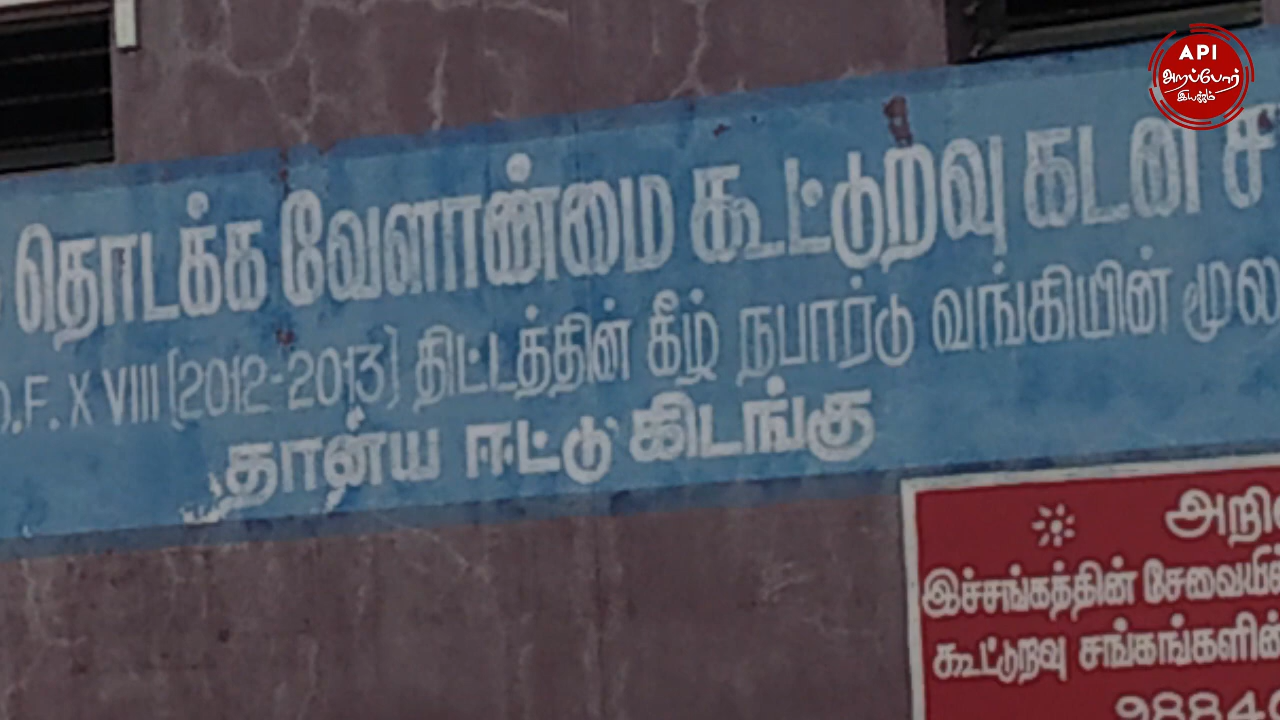 API
அறப்போர்
இயக்கம்
தொடக்க வேளாண்மை கூட்டுறவு கடன் ச
.F. X VIII (2012-2013) திட்டத்தின் கீழ் நபார்டு வங்கியின் மூல
தான்ய ஈட்டு கிடங்கு
அறி
இச்சங்கத்தின் சேவையின்
கூட்டுறவு சங்கங்களின்
9884